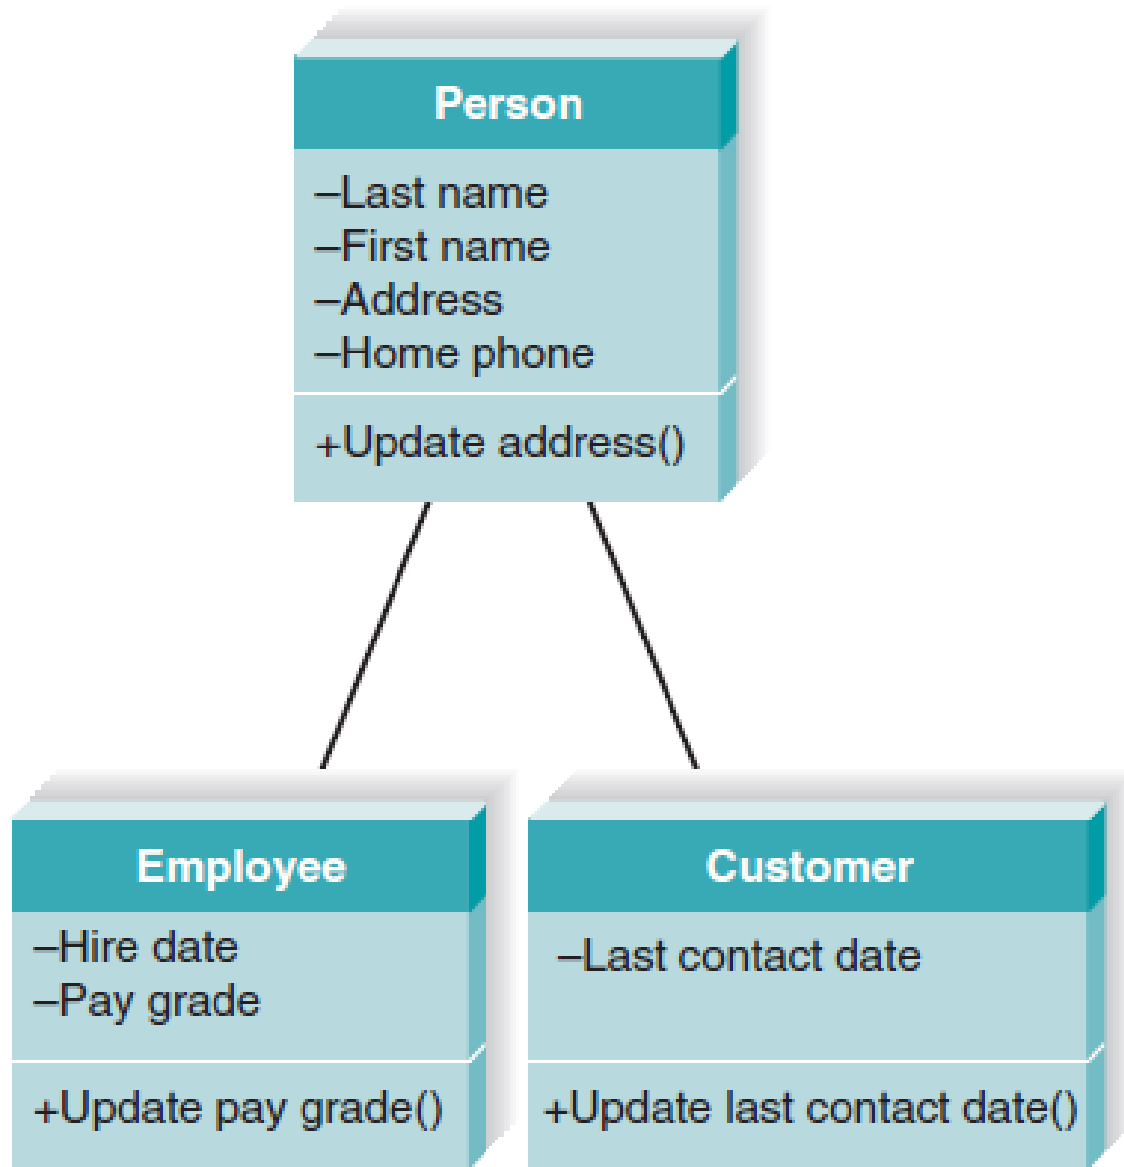 Person
–Last name
–First name
–Address
–Home phone
+Update address()
Employee
–Hire date
–Pay grade
+Update pay grade()
Customer
–Last contact date
+Update last contact date()